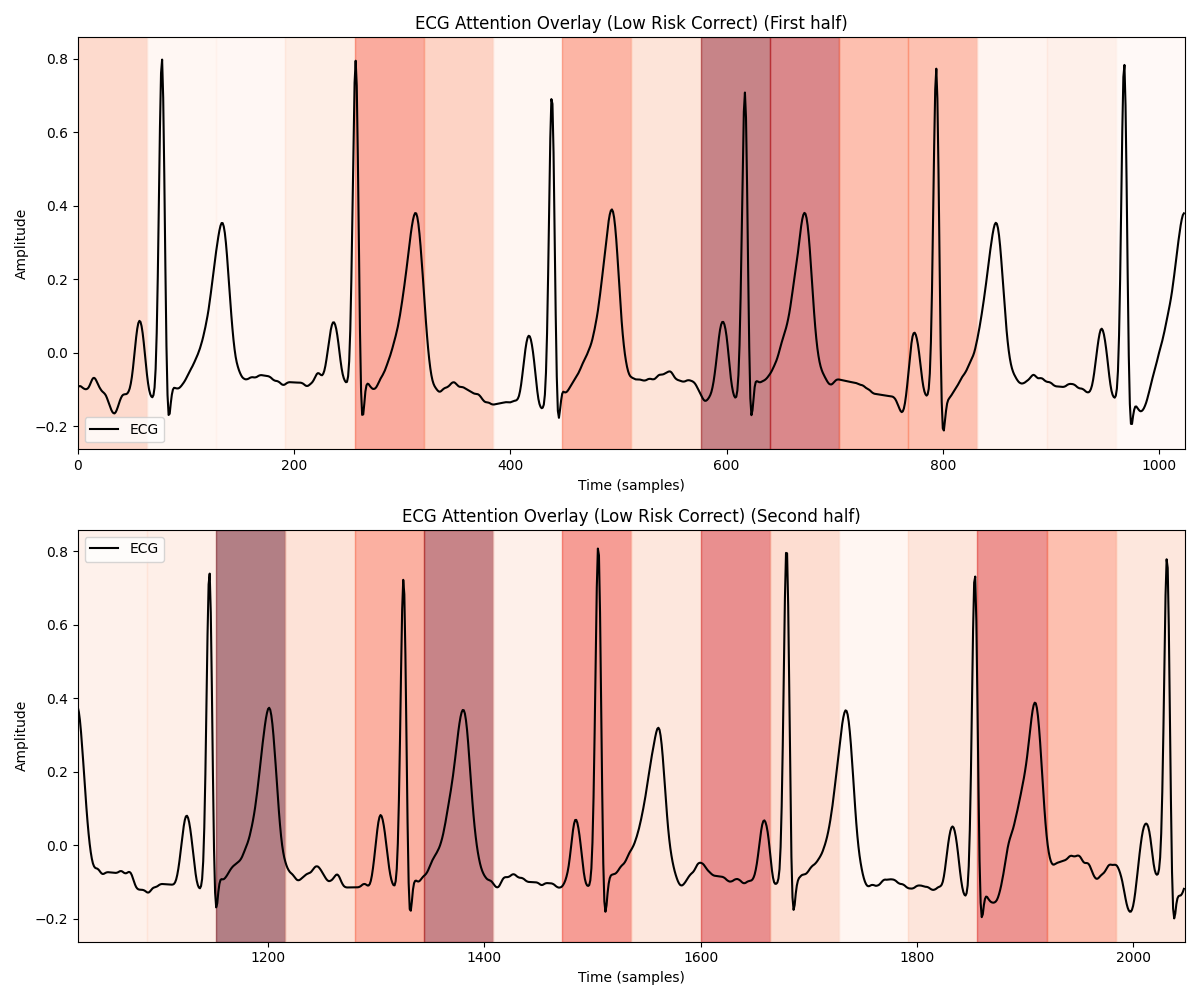 ECG Attention Overlay (Low Risk Correct) (First half)
0.8
0.6
0.4
0.2
0.0
−0.2
Amplitude
ECG
0 200 400 600 800 1000
Time (samples)
ECG Attention Overlay (Low Risk Correct) (Second half)
ECG
0.8
0.6
0.4
0.2
0.0
−0.2
Amplitude
1200 1400 1600 1800 2000
Time (samples)